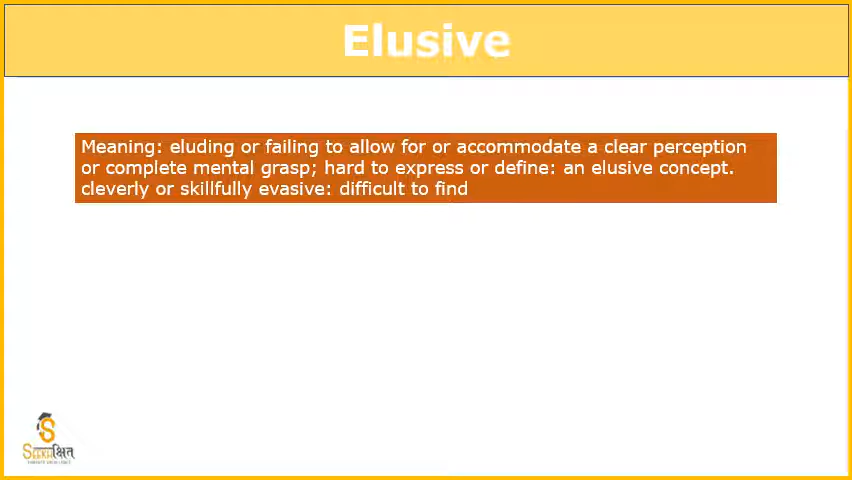 Elusive
Meaning: eluding or failing to allow for or accommodate a clear perception
or complete mental grasp; hard to express or define: an elusive concept.
cleverly or skillfully evasive: difficult to find